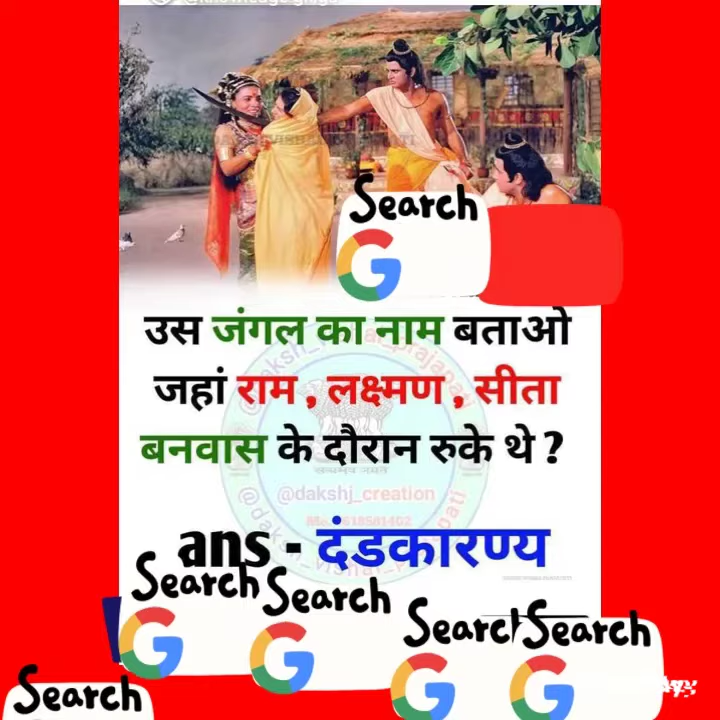 Search
G
उस जंगल का नाम बताओ
जहां राम, लक्ष्मण, सीता
बनवास के दौरान रुके थे?
@dakshj_creation
ans - दंडकारण्य
Search Search Search Search
G G G G
Search